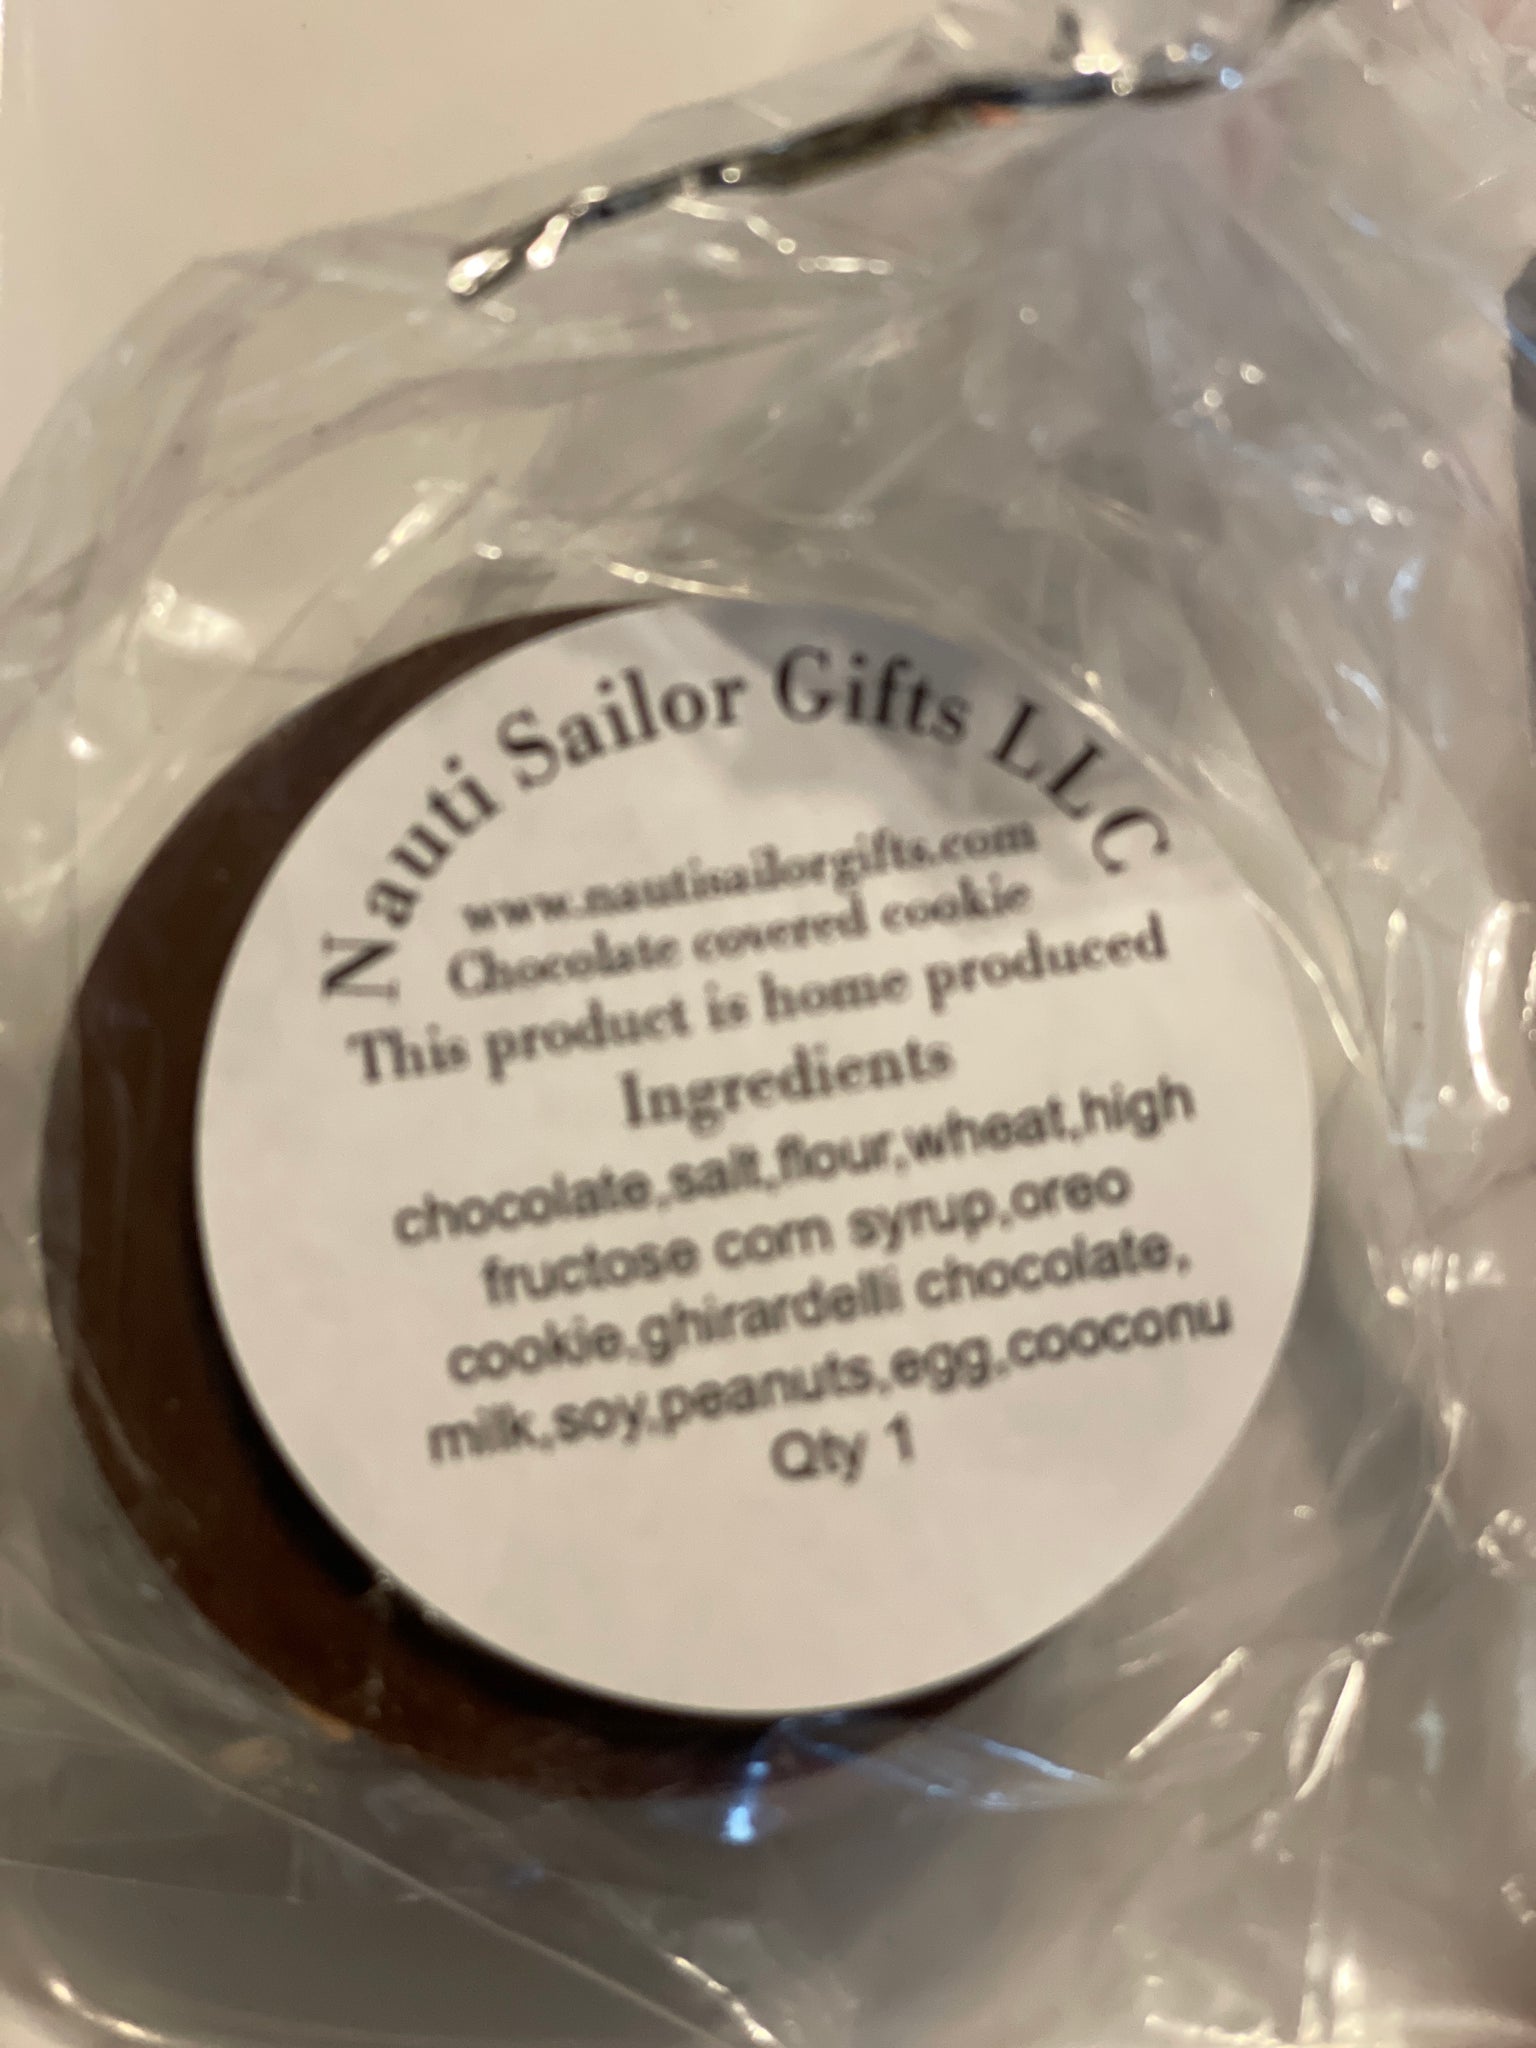 Nauti Sailor Gifts LLC
www.nautisailorgifts.com
Chocolate covered cookie
This product is home produced
Ingredients
chocolate,salt,flour,wheat,high
fructose corn syrup,oreo
cookie,ghirardelli chocolate,
milk,soy,peanuts,egg,cooconu
Qty 1